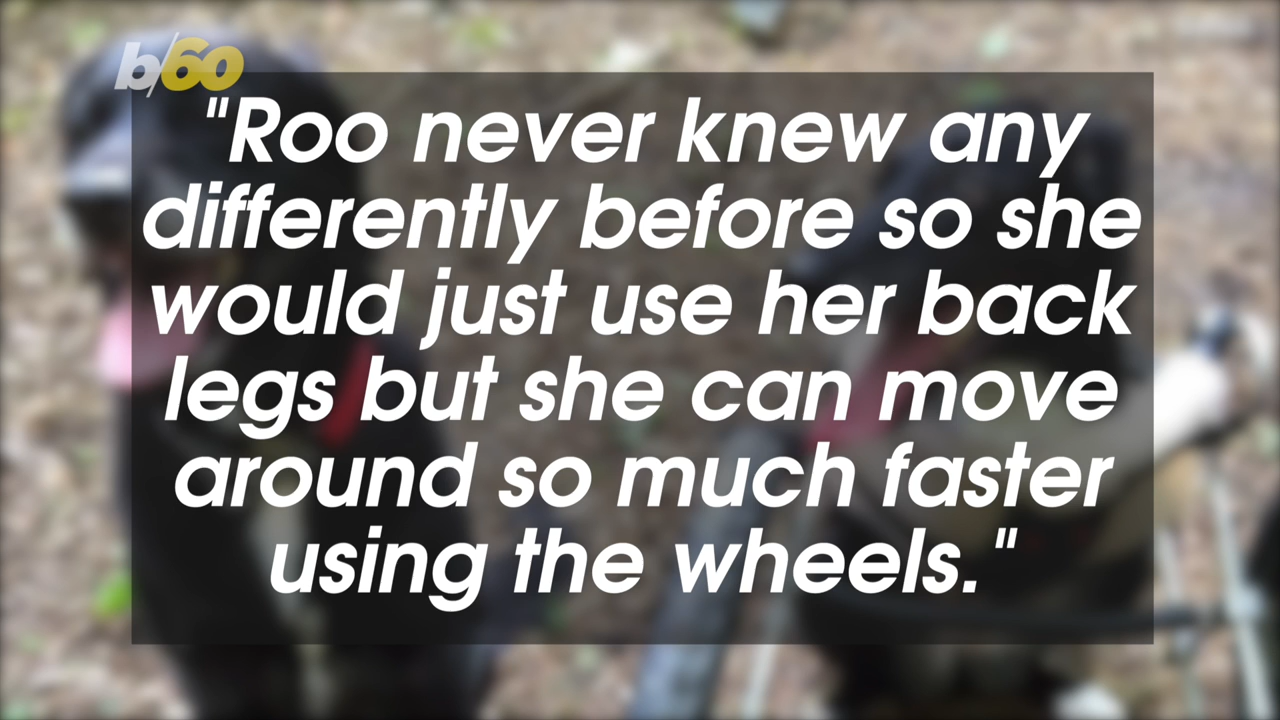 b/60
"Roo never knew any
differently before so she
would just use her back
legs but she can move
around so much faster
using the wheels."